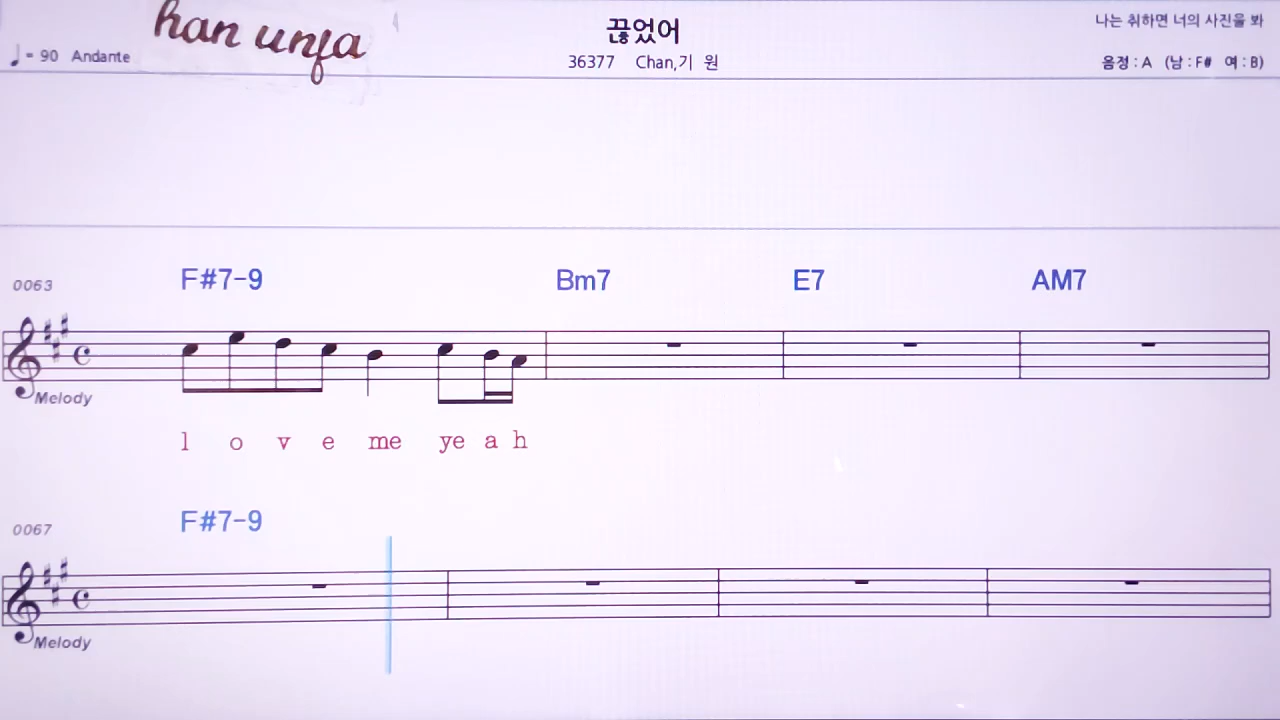 han unfa
끊었어
나는 취하면 너의 사진을 봐
♩= 90 Andante
36377 Chan,기 원
음정 : A (남 : F# 여 : B)
0063
F#7-9 Bm7 E7 AM7
Melody
l o v e me ye a h
0067
F#7-9
Melody